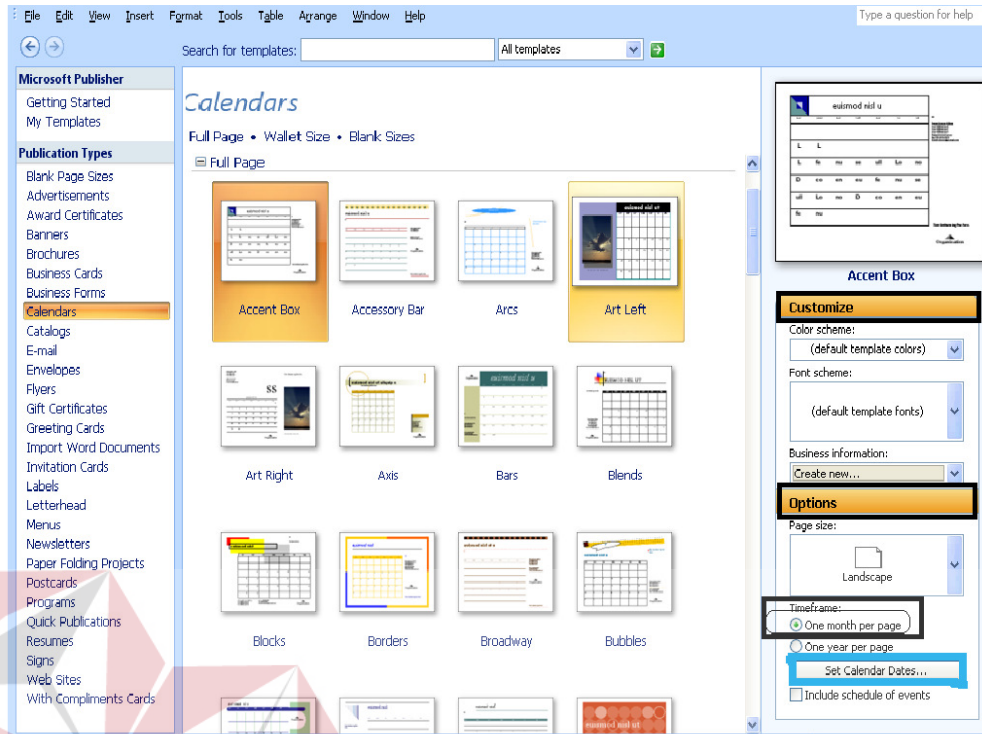 File Edit View Insert Format Tools Table Arrange Window Help
Type a question for help
Search for templates:
All templates
Microsoft Publisher
Getting Started
My Templates
Publication Types
Blank Page Sizes
Advertisements
Award Certificates
Banners
Brochures
Business Cards
Business Forms
Calendars
Catalogs
E-mail
Envelopes
Flyers
Gift Certificates
Greeting Cards
Import Word Documents
Invitation Cards
Labels
Letterhead
Menus
Newsletters
Paper Folding Projects
Postcards
Programs
Quick Publications
Resumes
Signs
Web Sites
With Compliments Cards
Calendars
Full Page • Wallet Size • Blank Sizes
Full Page
Accent Box
Accessory Bar
Arcs
Art Left
Art Right
Axis
Bars
Blends
Blocks
Borders
Broadway
Bubbles
euismod nisl u
Accent Box
Customize
Color scheme:
(default template colors)
Font scheme:
(default template fonts)
Business information:
Create new...
Options
Page size:
Landscape
Timeframe:
One month per page
One year per page
Set Calendar Dates...
Include schedule of events